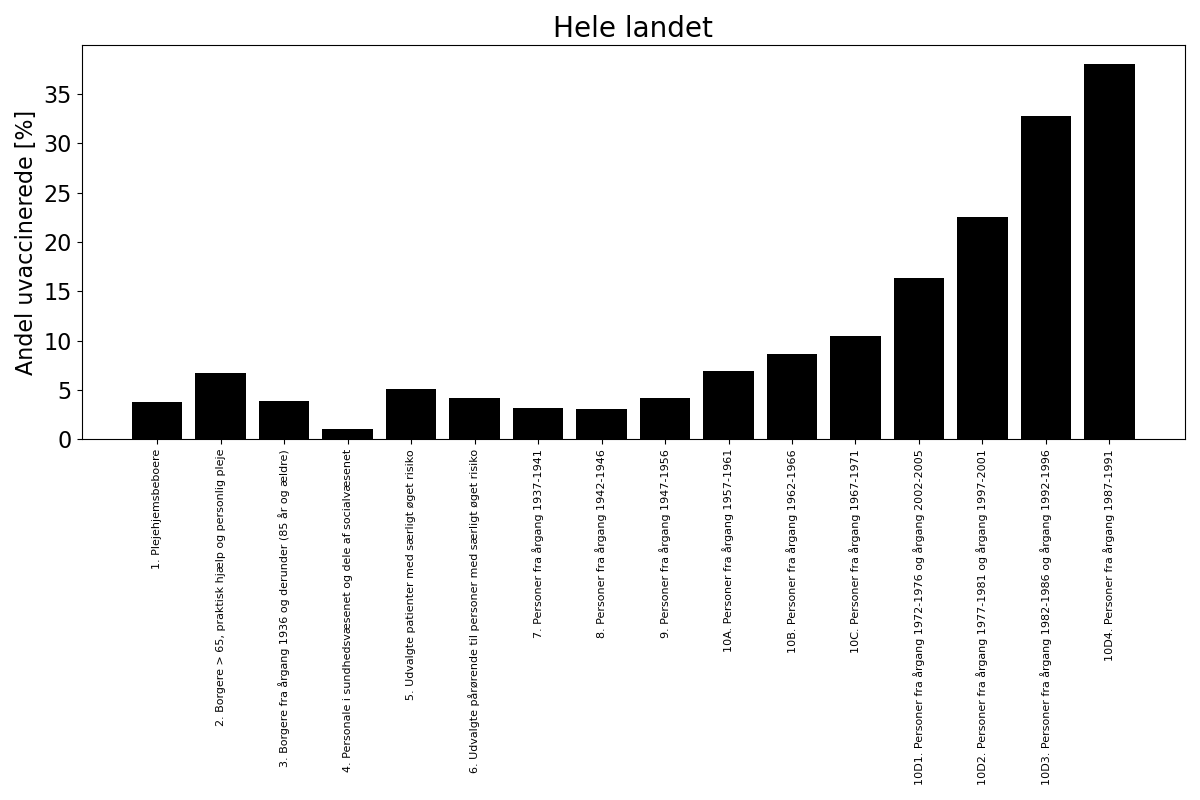 Hele landet
Andel uvaccinerede [%]
35
30
25
20
15
10
5
0
1. Plejehjemsbeboere
2. Borgere > 65, praktisk hjælp og personlig pleje
3. Borgere fra årgang 1936 og derunder (85 år og ældre)
4. Personale i sundhedsvæsenet og dele af socialvæsenet
5. Udvalgte patienter med særligt øget risiko
6. Udvalgte pårørende til personer med særligt øget risiko
7. Personer fra årgang 1937-1941
8. Personer fra årgang 1942-1946
9. Personer fra årgang 1947-1956
10A. Personer fra årgang 1957-1961
10B. Personer fra årgang 1962-1966
10C. Personer fra årgang 1967-1971
10D1. Personer fra årgang 1972-1976 og årgang 2002-2005
10D2. Personer fra årgang 1977-1981 og årgang 1997-2001
10D3. Personer fra årgang 1982-1986 og årgang 1992-1996
10D4. Personer fra årgang 1987-1991